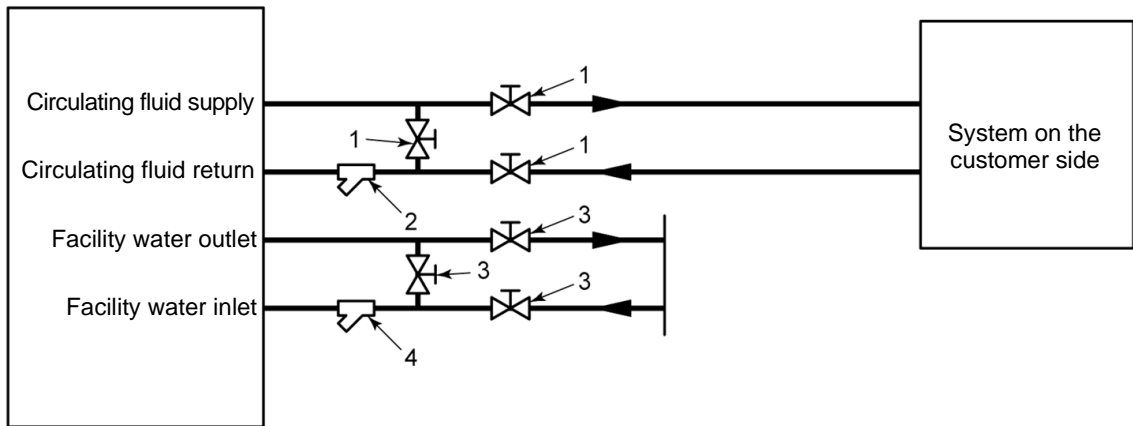 Circulating fluid supply
1
1
Circulating fluid return
1
2
System on the
customer side
Facility water outlet
3
3
Facility water inlet
3
4